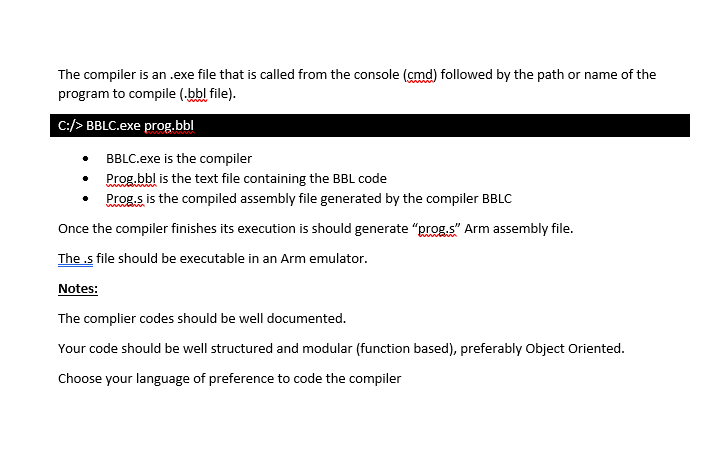 The compiler is an .exe file that is called from the console (cmd) followed by the path or name of the
program to compile (.bbl file).
C:/> BBLC.exe prog.bbl
• BBLC.exe is the compiler
• Prog.bbl is the text file containing the BBL code
• Prog.s is the compiled assembly file generated by the compiler BBLC
Once the compiler finishes its execution is should generate “prog.s” Arm assembly file.
The .s file should be executable in an Arm emulator.
Notes:
The complier codes should be well documented.
Your code should be well structured and modular (function based), preferably Object Oriented.
Choose your language of preference to code the compiler